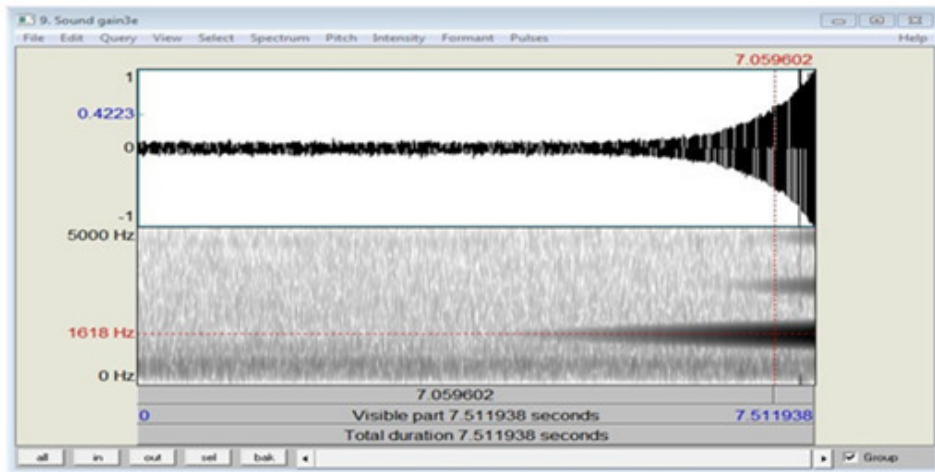 9. Sound gain3e
File Edit Query View Select Spectrum Pitch Intensity Formant Pulses Help
7.059602
1
0.4223
0
-1
5000 Hz
1618 Hz
0 Hz
7.059602
0 Visible part 7.511938 seconds 7.511938
Total duration 7.511938 seconds
all in out sel bak Group